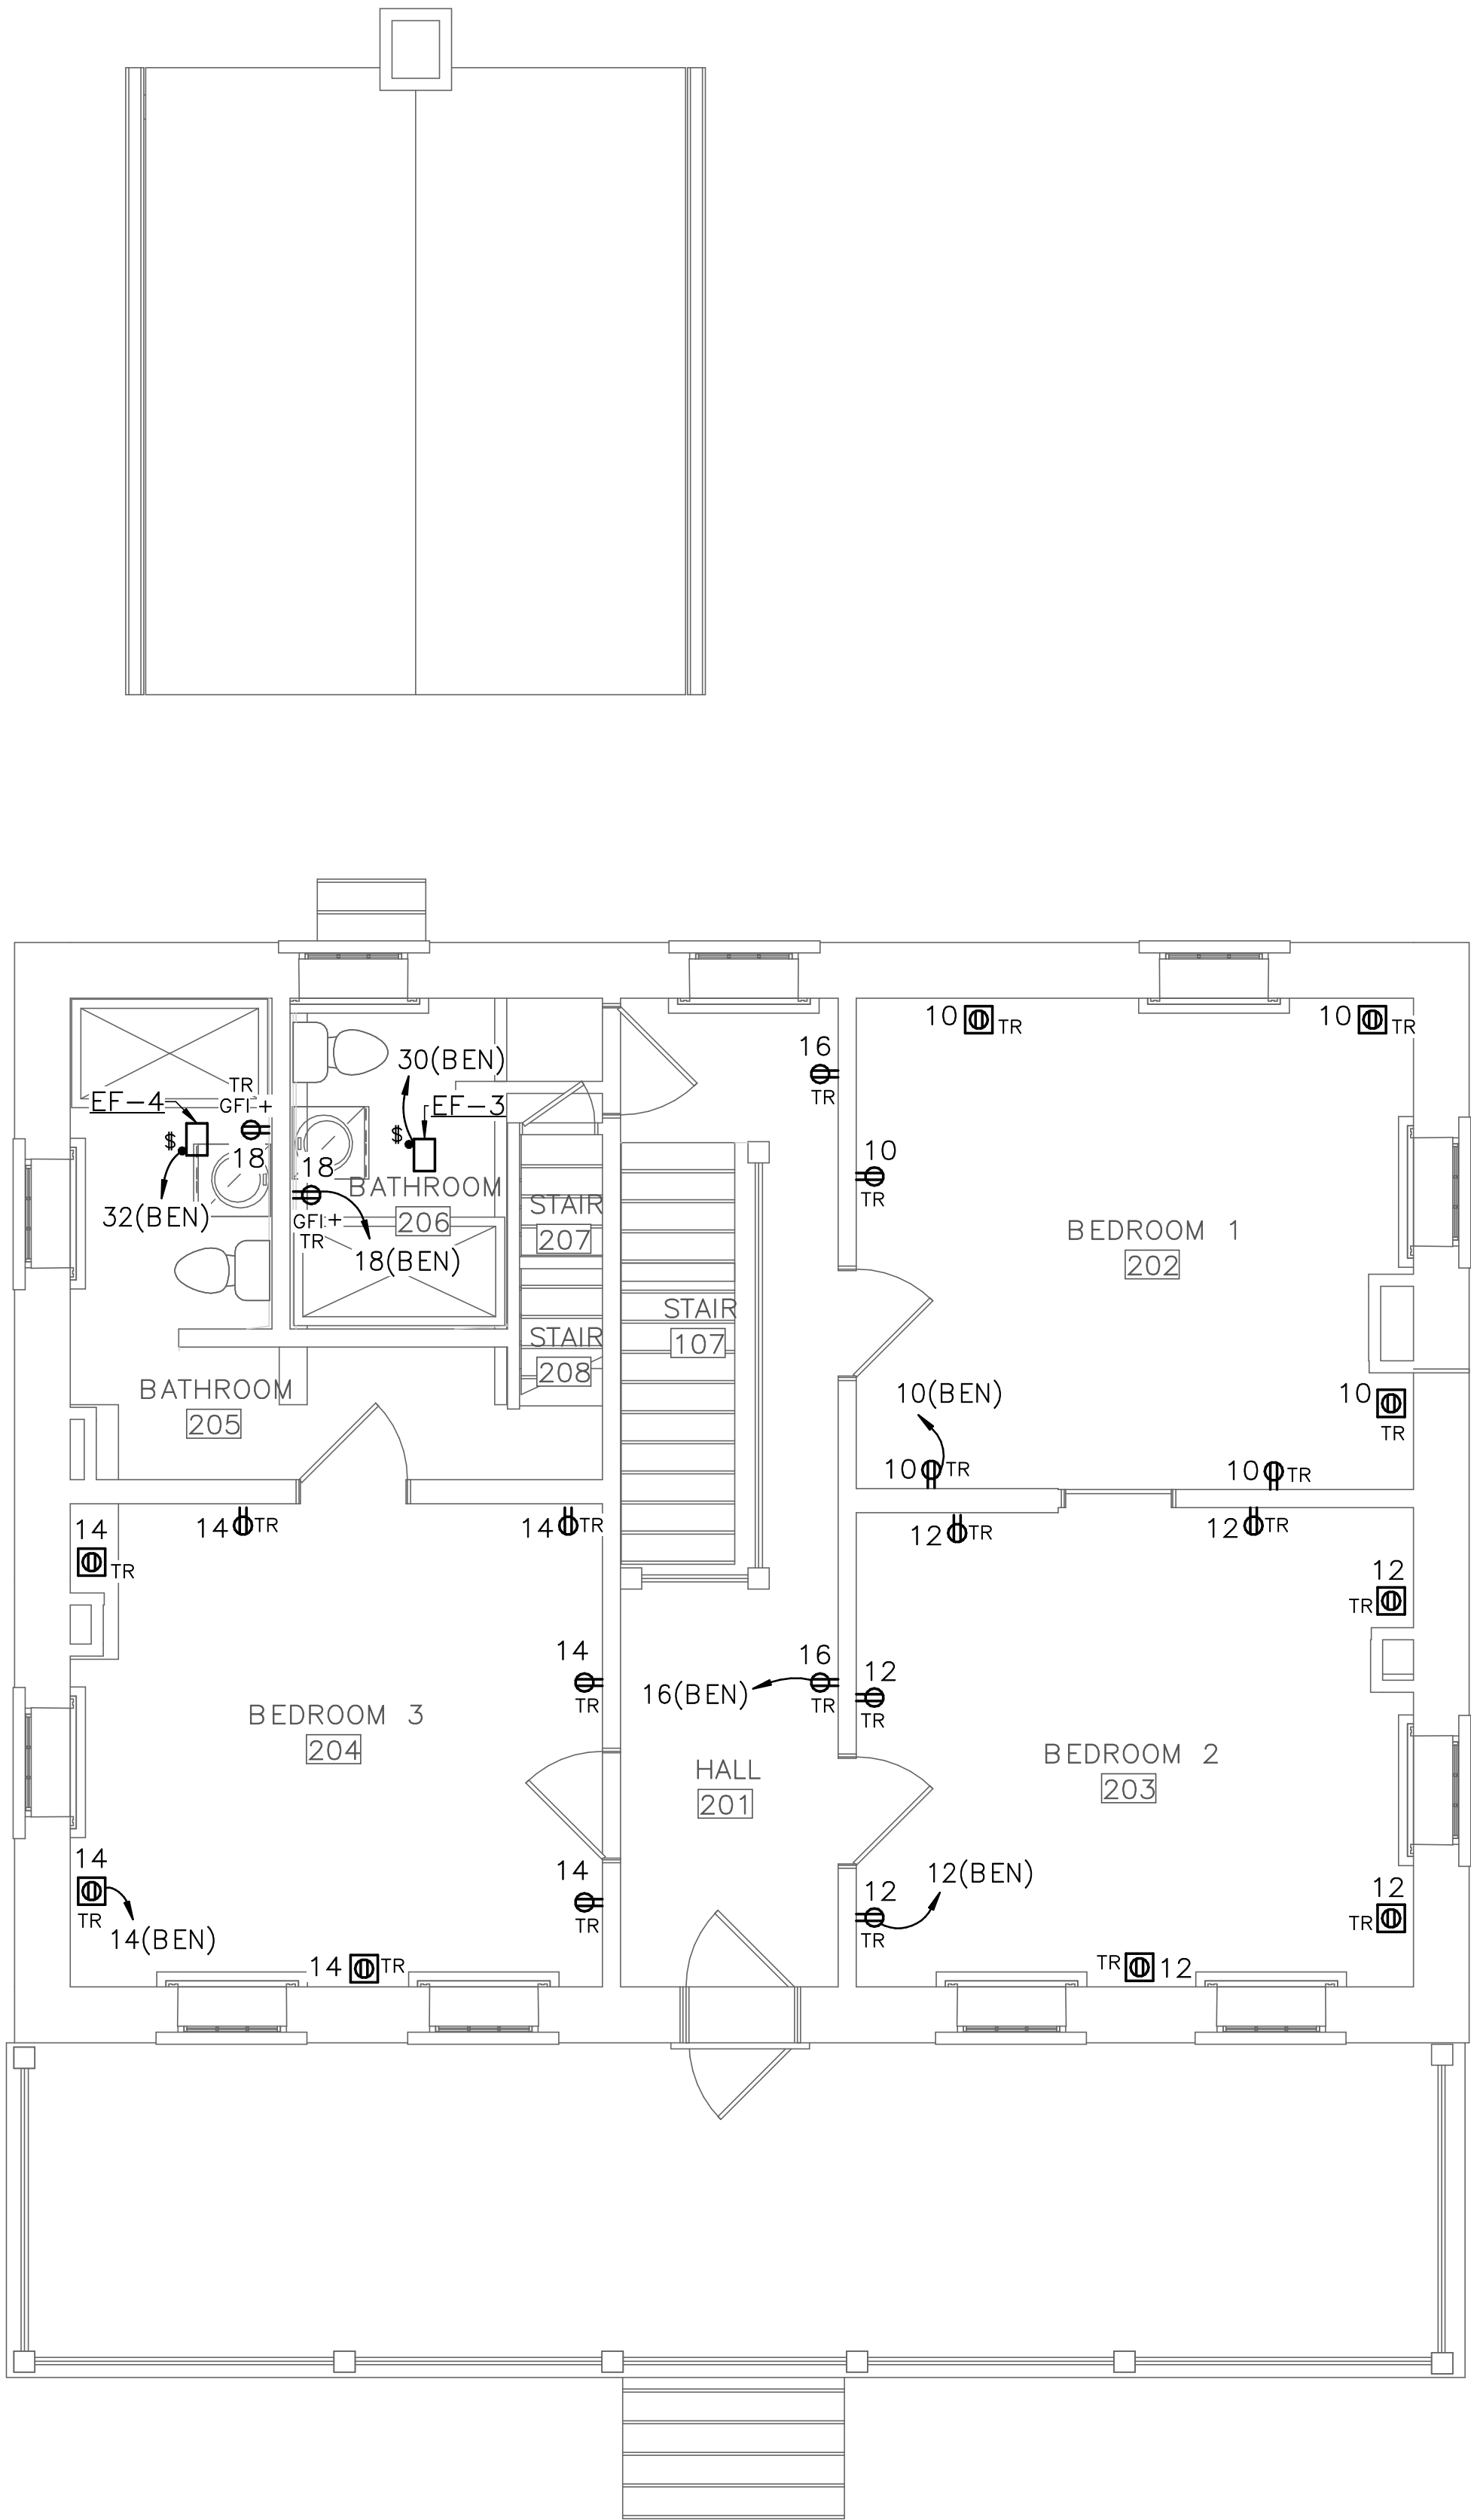 10
TR
10
TR
16
TR
30(BEN)
TR
GFI+
EF-4
EF-3
$
$
18
18
10
TR
BATHROOM
206
32(BEN)
GFI+
TR
18(BEN)
STAIR
207
BEDROOM 1
202
STAIR
107
STAIR
208
BATHROOM
205
10(BEN)
10
TR
10
TR
10
TR
14
TR
14
TR
14
TR
12
TR
12
TR
12
TR
14
TR
16
TR
16(BEN)
12
TR
BEDROOM 3
204
BEDROOM 2
203
HALL
201
14
TR
14(BEN)
14
TR
12(BEN)
12
TR
12
TR
14
TR
TR
12